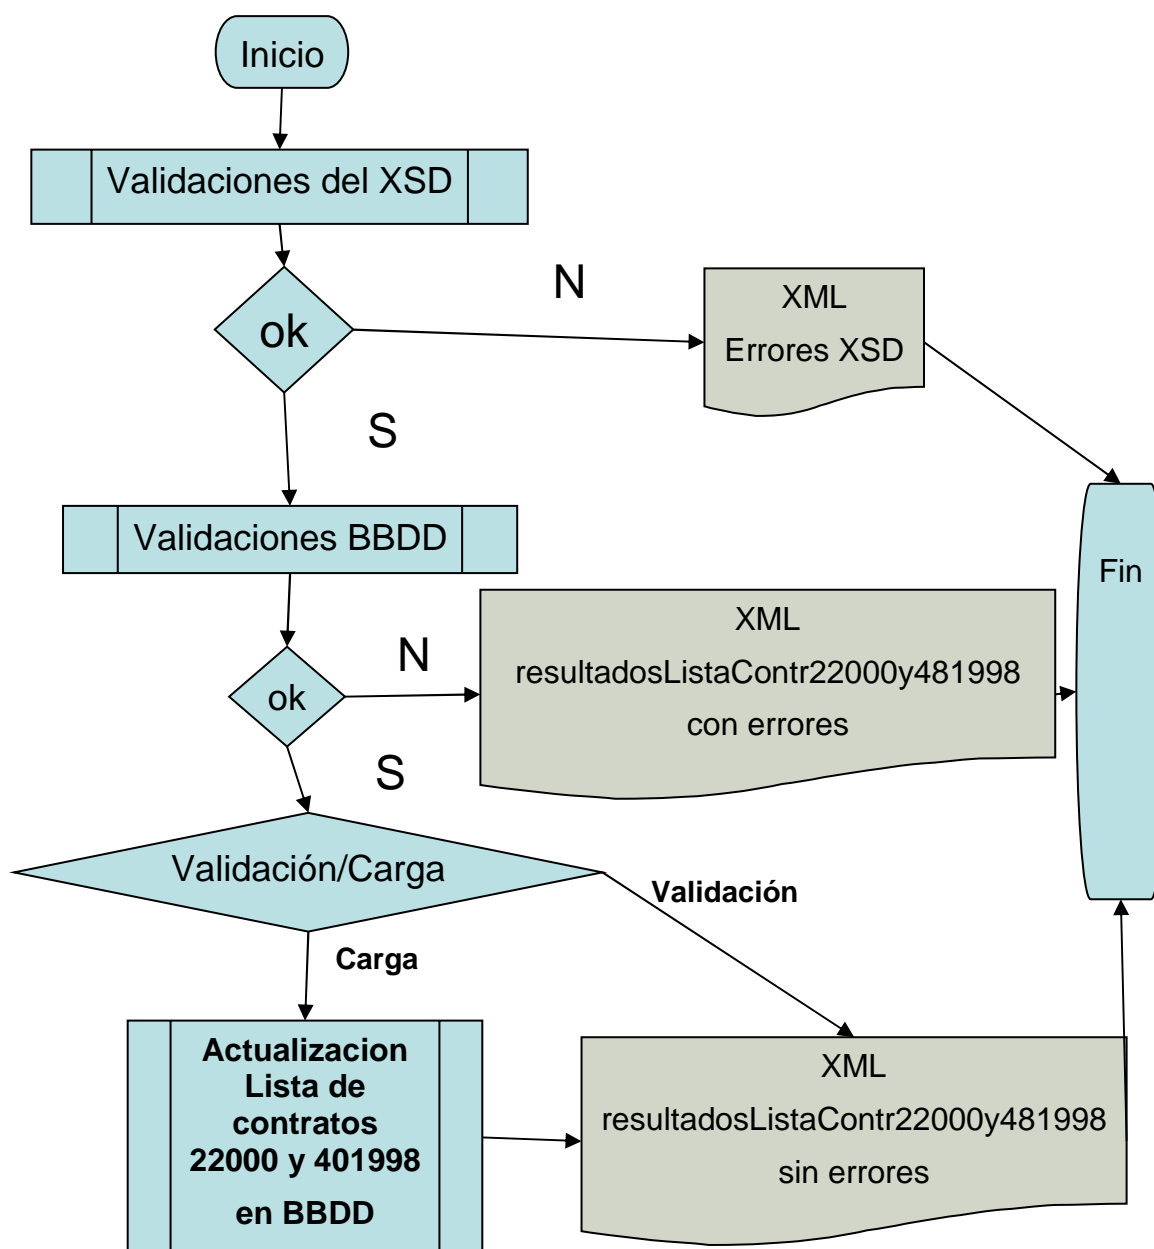 Inicio
Validaciones del XSD
ok
N
XML
Errores XSD
S
Validaciones BBDD
Fin
ok
N
XML
resultadosListaContr22000y481998
con errores
S
Validación/Carga
Validación
Carga
Actualizacion
Lista de
contratos
22000 y 401998
en BBDD
XML
resultadosListaContr22000y481998
sin errores